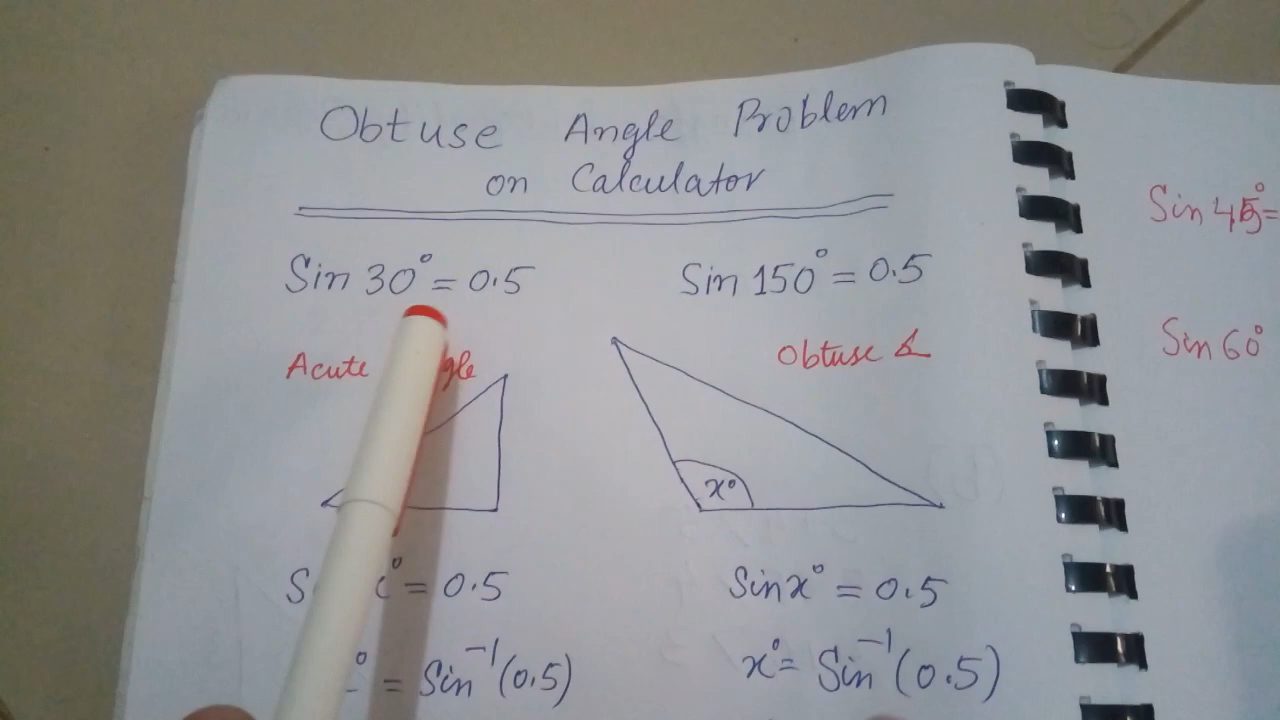 Obtuse Angle Problem
on Calculator
Sin 30° = 0.5
Sin 150° = 0.5
Acute
Obtuse ∠
x°
= 0.5
Sin x° = 0.5
° = Sin⁻¹(0.5)
x° = Sin⁻¹(0.5)
Sin 45° =
Sin 60°